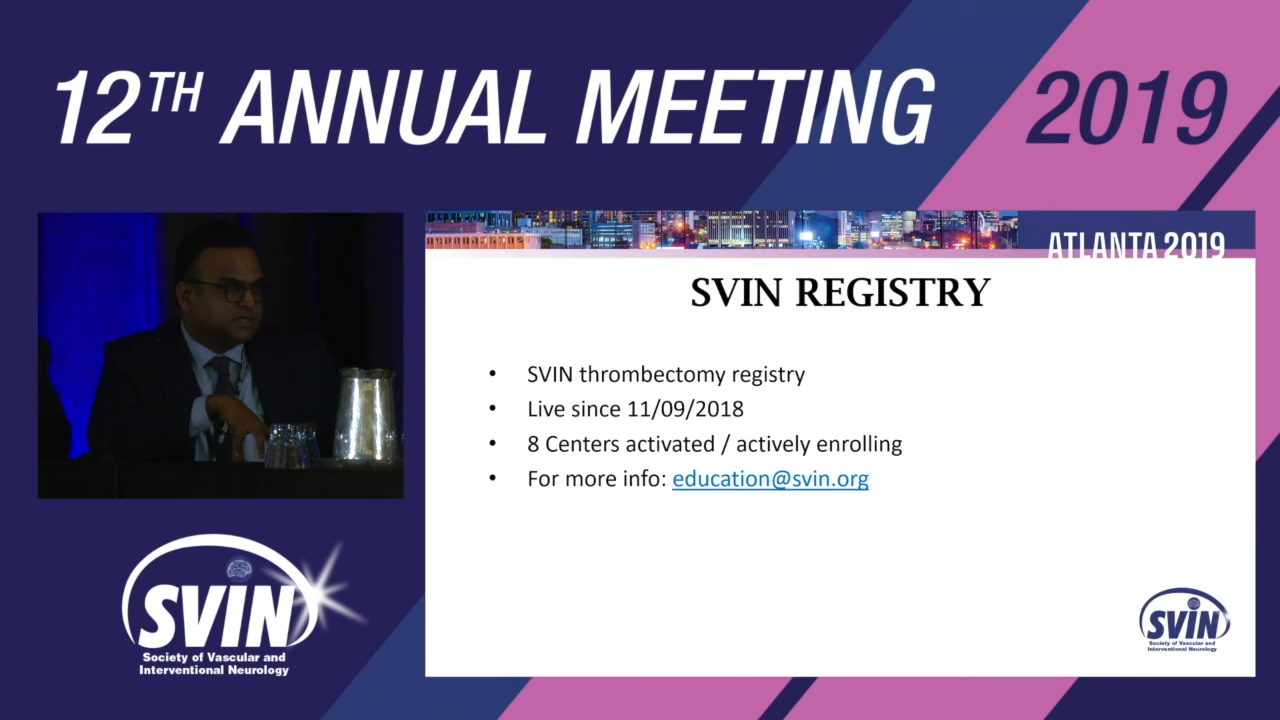 12TH ANNUAL MEETING 2019
ATLANTA 2019
SVIN REGISTRY
• SVIN thrombectomy registry
• Live since 11/09/2018
• 8 Centers activated / actively enrolling
• For more info: education@svin.org
SVIN
Society of Vascular and
Interventional Neurology
SVIN
Society of Vascular and
Interventional Neurology